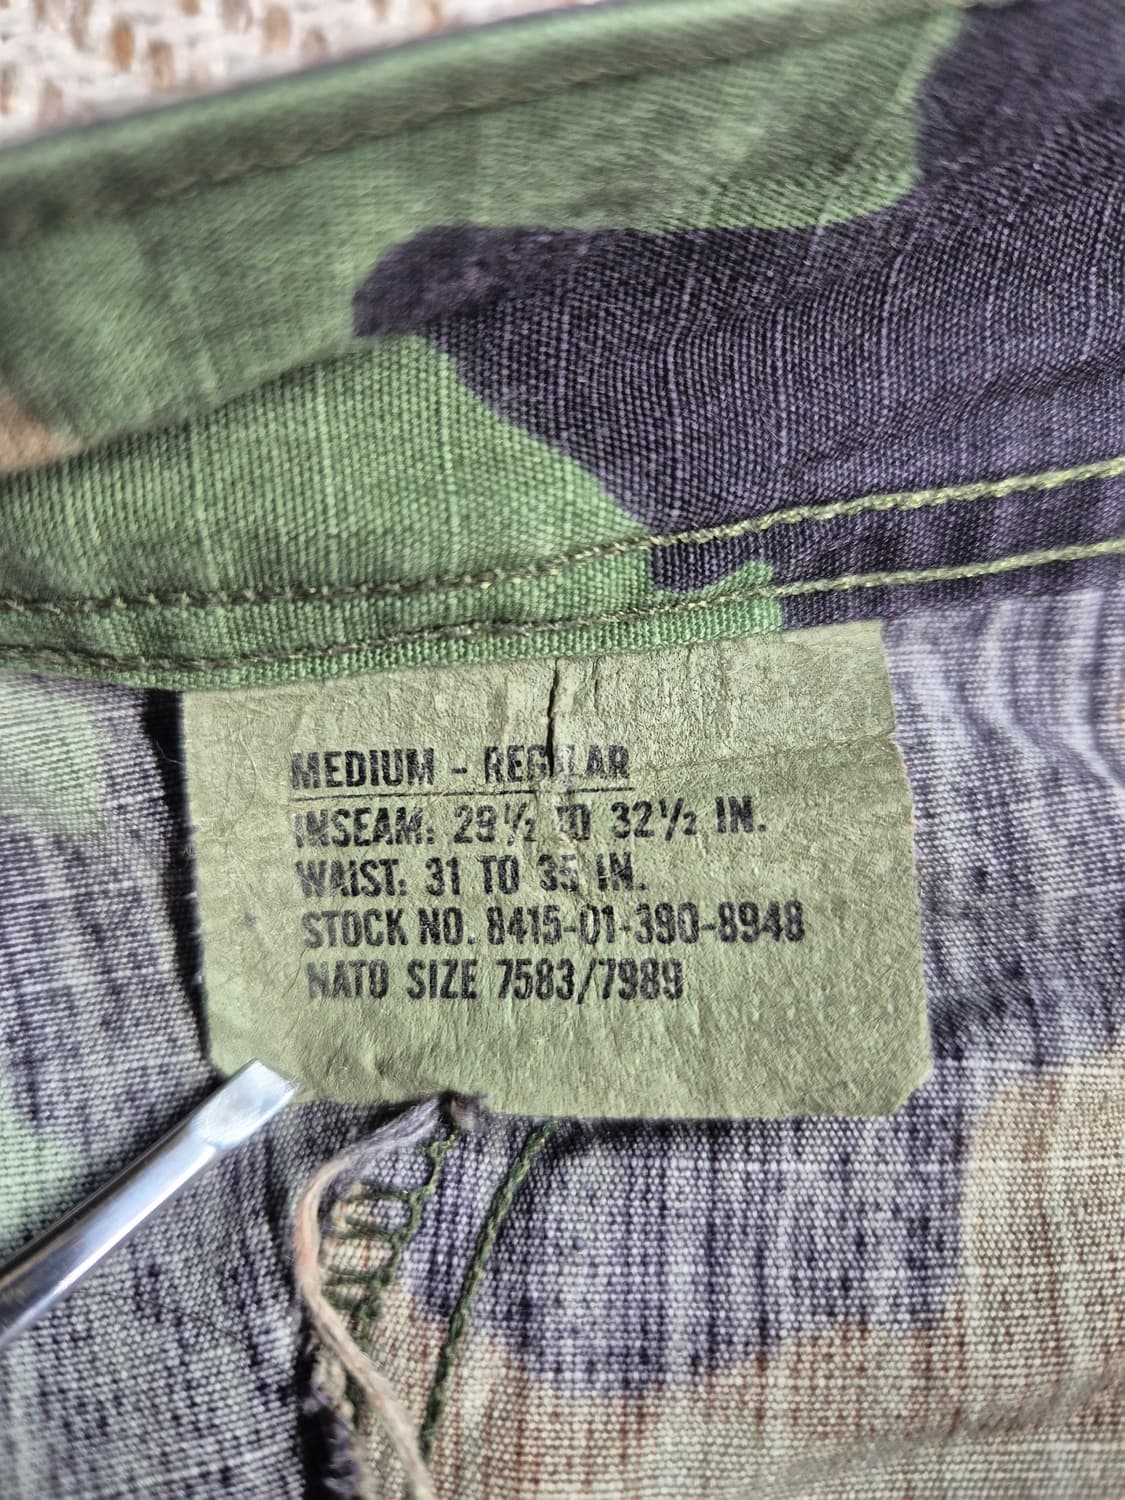 MEDIUM - REGULAR
INSEAM: 29½ TO 32½ IN.
WAIST: 31 TO 35 IN.
STOCK NO. 8415-01-390-8948
NATO SIZE 7583/7989